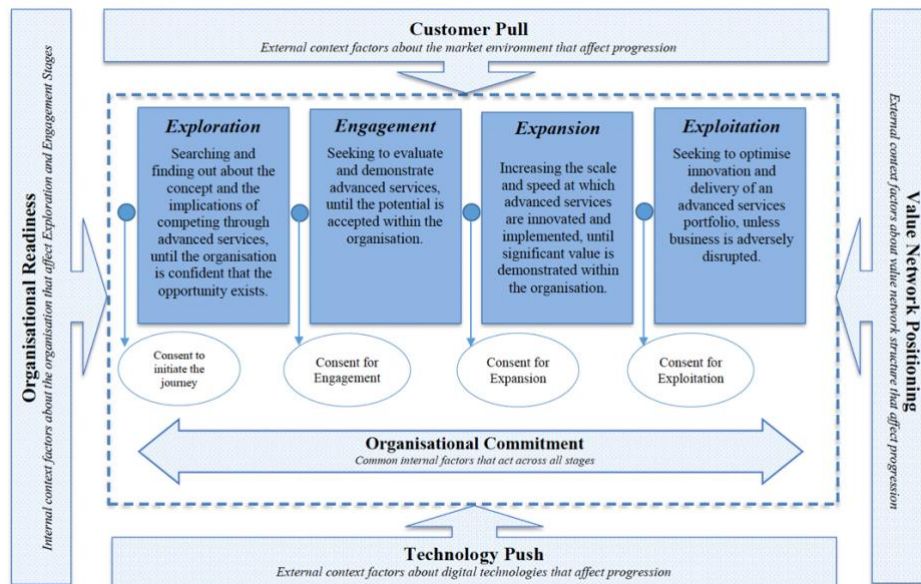 Customer Pull
External context factors about the market environment that affect progression
Organisational Readiness
Internal context factors about the organisation that affect Exploration and Engagement Stages
Exploration
Searching and
finding out about the
concept and the
implications of
competing through
advanced services,
until the organisation
is confident that the
opportunity exists.
Engagement
Seeking to evaluate
and demonstrate
advanced services,
until the potential is
accepted within the
organisation.
Expansion
Increasing the scale
and speed at which
advanced services
are innovated and
implemented, until
significant value is
demonstrated within
the organisation.
Exploitation
Seeking to optimise
innovation and
delivery of an
advanced services
portfolio, unless
business is adversely
disrupted.
Consent to
initiate the
journey
Consent for
Engagement
Consent for
Expansion
Consent for
Exploitation
Organisational Commitment
Common internal factors that act across all stages
Value Network Positioning
External context factors about value network structure that affect progression
Technology Push
External context factors about digital technologies that affect progression